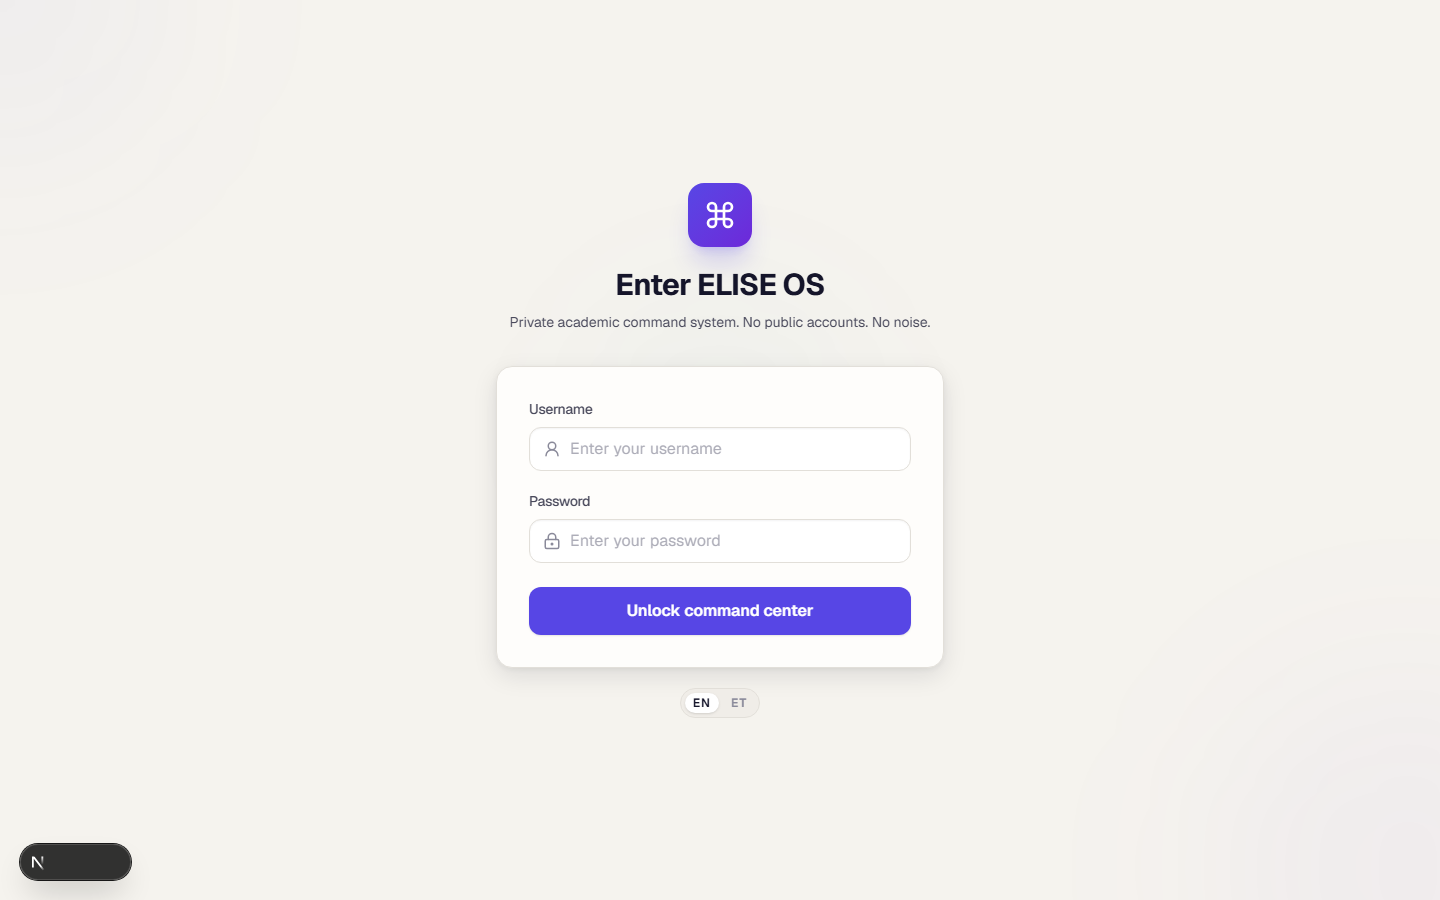 Enter ELISE OS
Private academic command system. No public accounts. No noise.
Username
Enter your username
Password
Enter your password
Unlock command center
EN ET
N